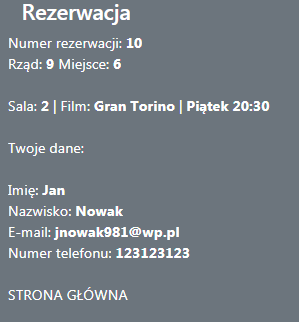 Rezerwacja
Numer rezerwacji: 10
Rząd: 9 Miejsce: 6
Sala: 2 | Film: Gran Torino | Piątek 20:30
Twoje dane:
Imię: Jan
Nazwisko: Nowak
E-mail: jnowak981@wp.pl
Numer telefonu: 123123123
STRONA GŁÓWNA